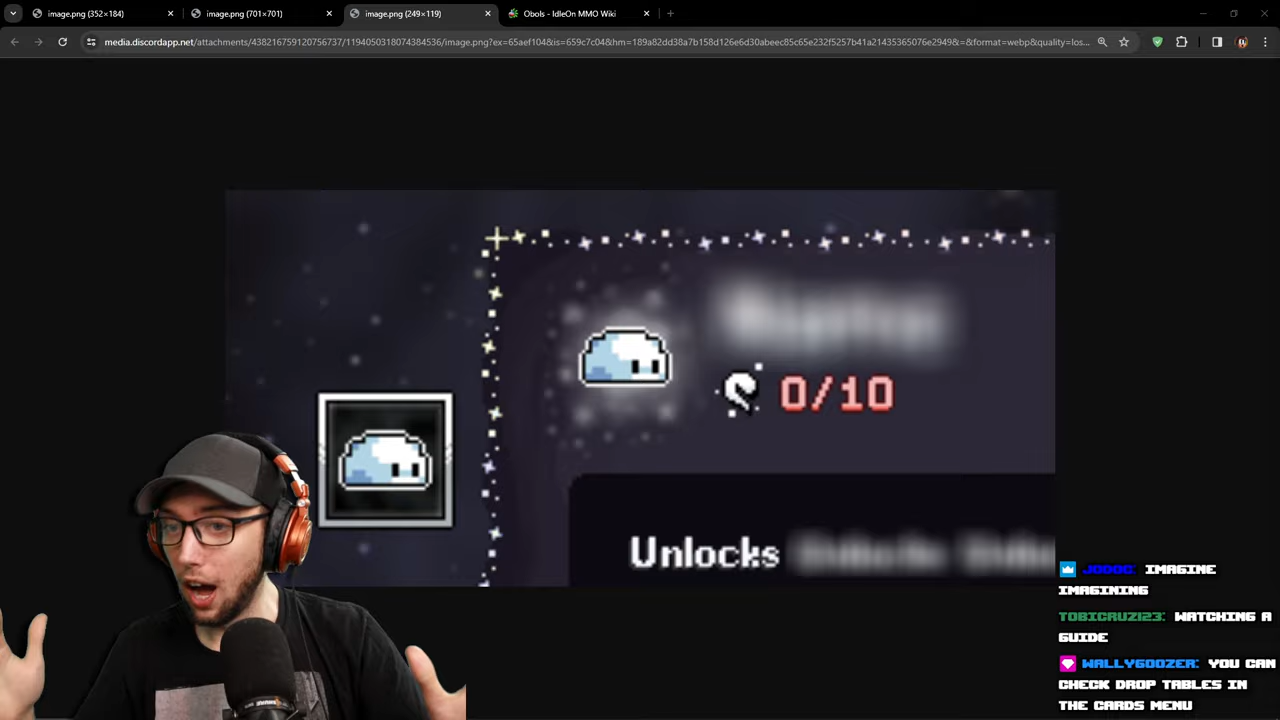 image.png (352×184)
image.png (701×701)
image.png (249×119)
Obols - IdleOn MMO Wiki
media.discordapp.net/attachments/438216759120756737/1194050318074384536/image.png?ex=65aef104&is=659c7c04&hm=189a82dd38a7b158d126e6d30abeec85c65e232f5257b41a21435365076e2949&=&format=webp&quality=los...
0/10
Unlocks
JODOC: IMAGINE
IMAGINING
TOBICRUZ123: WATCHING A
GUIDE
WALLYGOOZER: YOU CAN
CHECK DROP TABLES IN
THE CARDS MENU